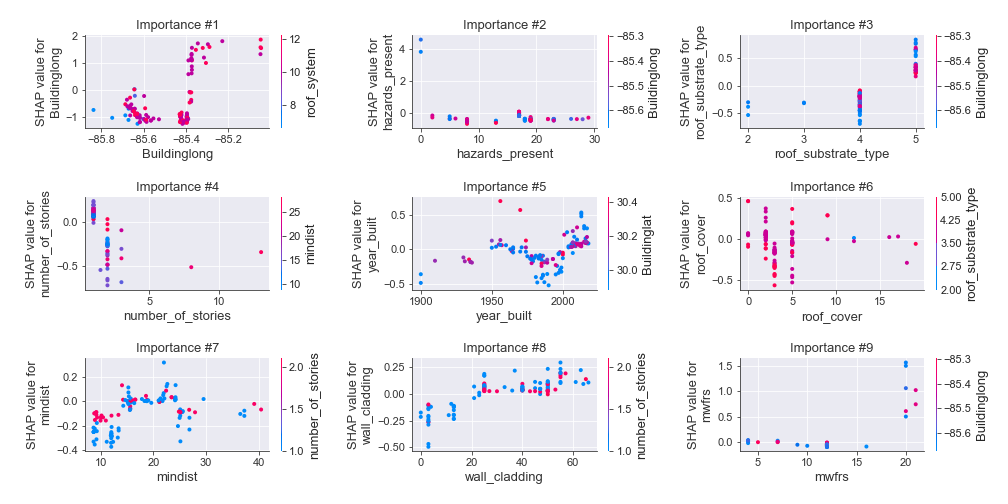 Importance #1
SHAP value for
Buildinglong
2
1
0
−1
−85.8
−85.6
−85.4
−85.2
Buildinglong
12
10
8
roof_system
Importance #2
SHAP value for
hazards_present
4
2
0
0
10
20
30
hazards_present
−85.3
−85.4
−85.5
−85.6
Buildinglong
Importance #3
SHAP value for
roof_substrate_type
0.5
0.0
−0.5
2
3
4
5
roof_substrate_type
−85.3
−85.4
−85.5
−85.6
Buildinglong
Importance #4
SHAP value for
number_of_stories
0.0
−0.5
5
10
number_of_stories
25
20
15
10
mindist
Importance #5
SHAP value for
year_built
0.5
0.0
−0.5
1900
1950
2000
year_built
30.4
30.2
30.0
Buildinglat
Importance #6
SHAP value for
roof_cover
0.5
0.0
−0.5
0
5
10
15
roof_cover
5.00
4.25
3.50
2.75
2.00
roof_substrate_type
Importance #7
SHAP value for
mindist
0.2
0.0
−0.2
−0.4
10
20
30
40
mindist
2.0
1.5
1.0
number_of_stories
Importance #8
SHAP value for
wall_cladding
0.25
0.00
−0.25
−0.50
0
20
40
60
wall_cladding
2.0
1.5
1.0
number_of_stories
Importance #9
SHAP value for
mwfrs
1.5
1.0
0.5
0.0
5
10
15
20
mwfrs
−85.3
−85.4
−85.5
−85.6
Buildinglong